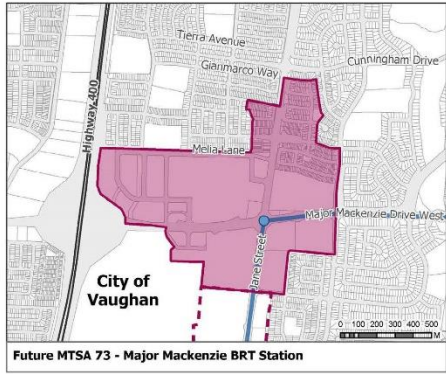 Tierra Avenue
Cunningham Drive
Gianmarco Way
Highway 400
Melia Lane
Major Mackenzie Drive West
Jane Street
City of
Vaughan
0 100 200 300 400 500
M
Future MTSA 73 - Major Mackenzie BRT Station